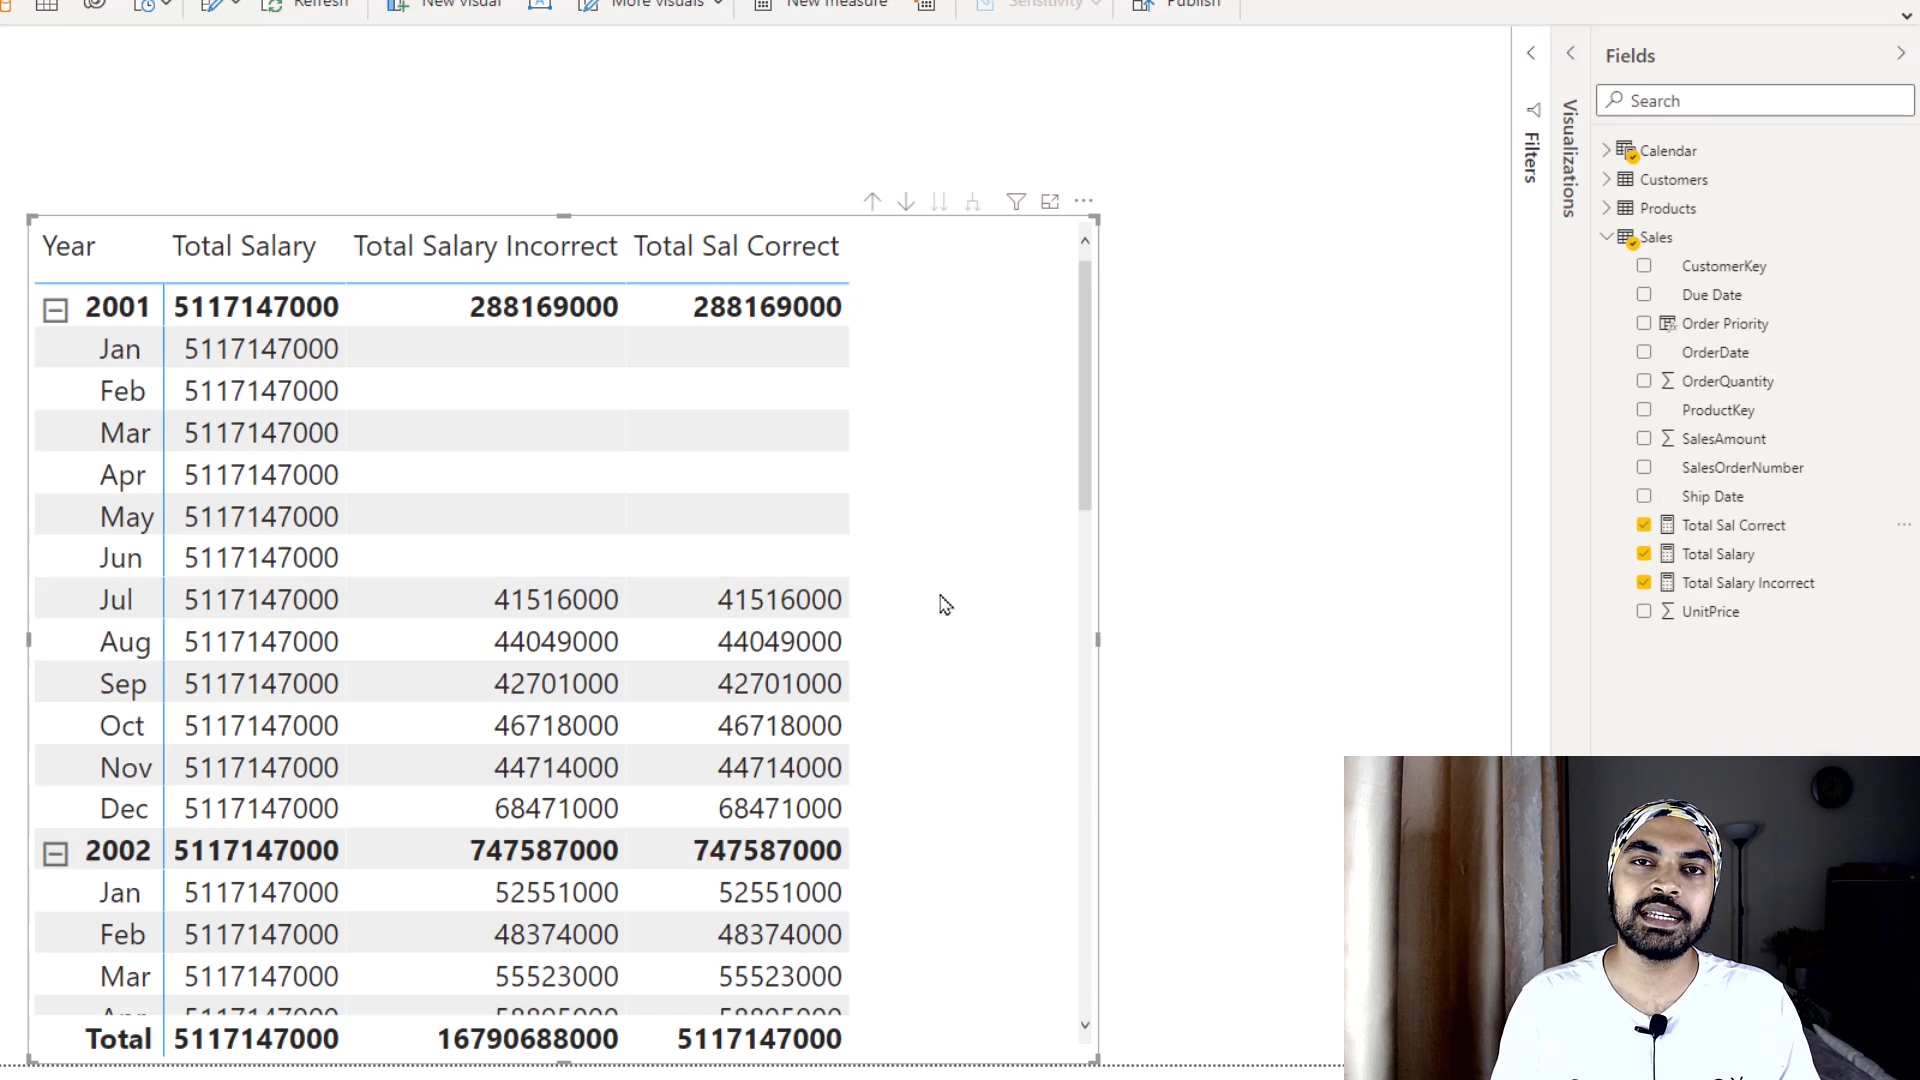 Refresh New visual More visuals New measure Sensitivity Publish
Fields
Search
Filters
Visualizations
Calendar
Customers
Products
Sales
CustomerKey
Due Date
Order Priority
OrderDate
OrderQuantity
ProductKey
SalesAmount
SalesOrderNumber
Ship Date
Total Sal Correct
Total Salary
Total Salary Incorrect
UnitPrice
Year Total Salary Total Salary Incorrect Total Sal Correct
2001 5117147000 288169000 288169000
Jan 5117147000
Feb 5117147000
Mar 5117147000
Apr 5117147000
May 5117147000
Jun 5117147000
Jul 5117147000 41516000 41516000
Aug 5117147000 44049000 44049000
Sep 5117147000 42701000 42701000
Oct 5117147000 46718000 46718000
Nov 5117147000 44714000 44714000
Dec 5117147000 68471000 68471000
2002 5117147000 747587000 747587000
Jan 5117147000 52551000 52551000
Feb 5117147000 48374000 48374000
Mar 5117147000 55523000 55523000
Total 5117147000 16790688000 5117147000